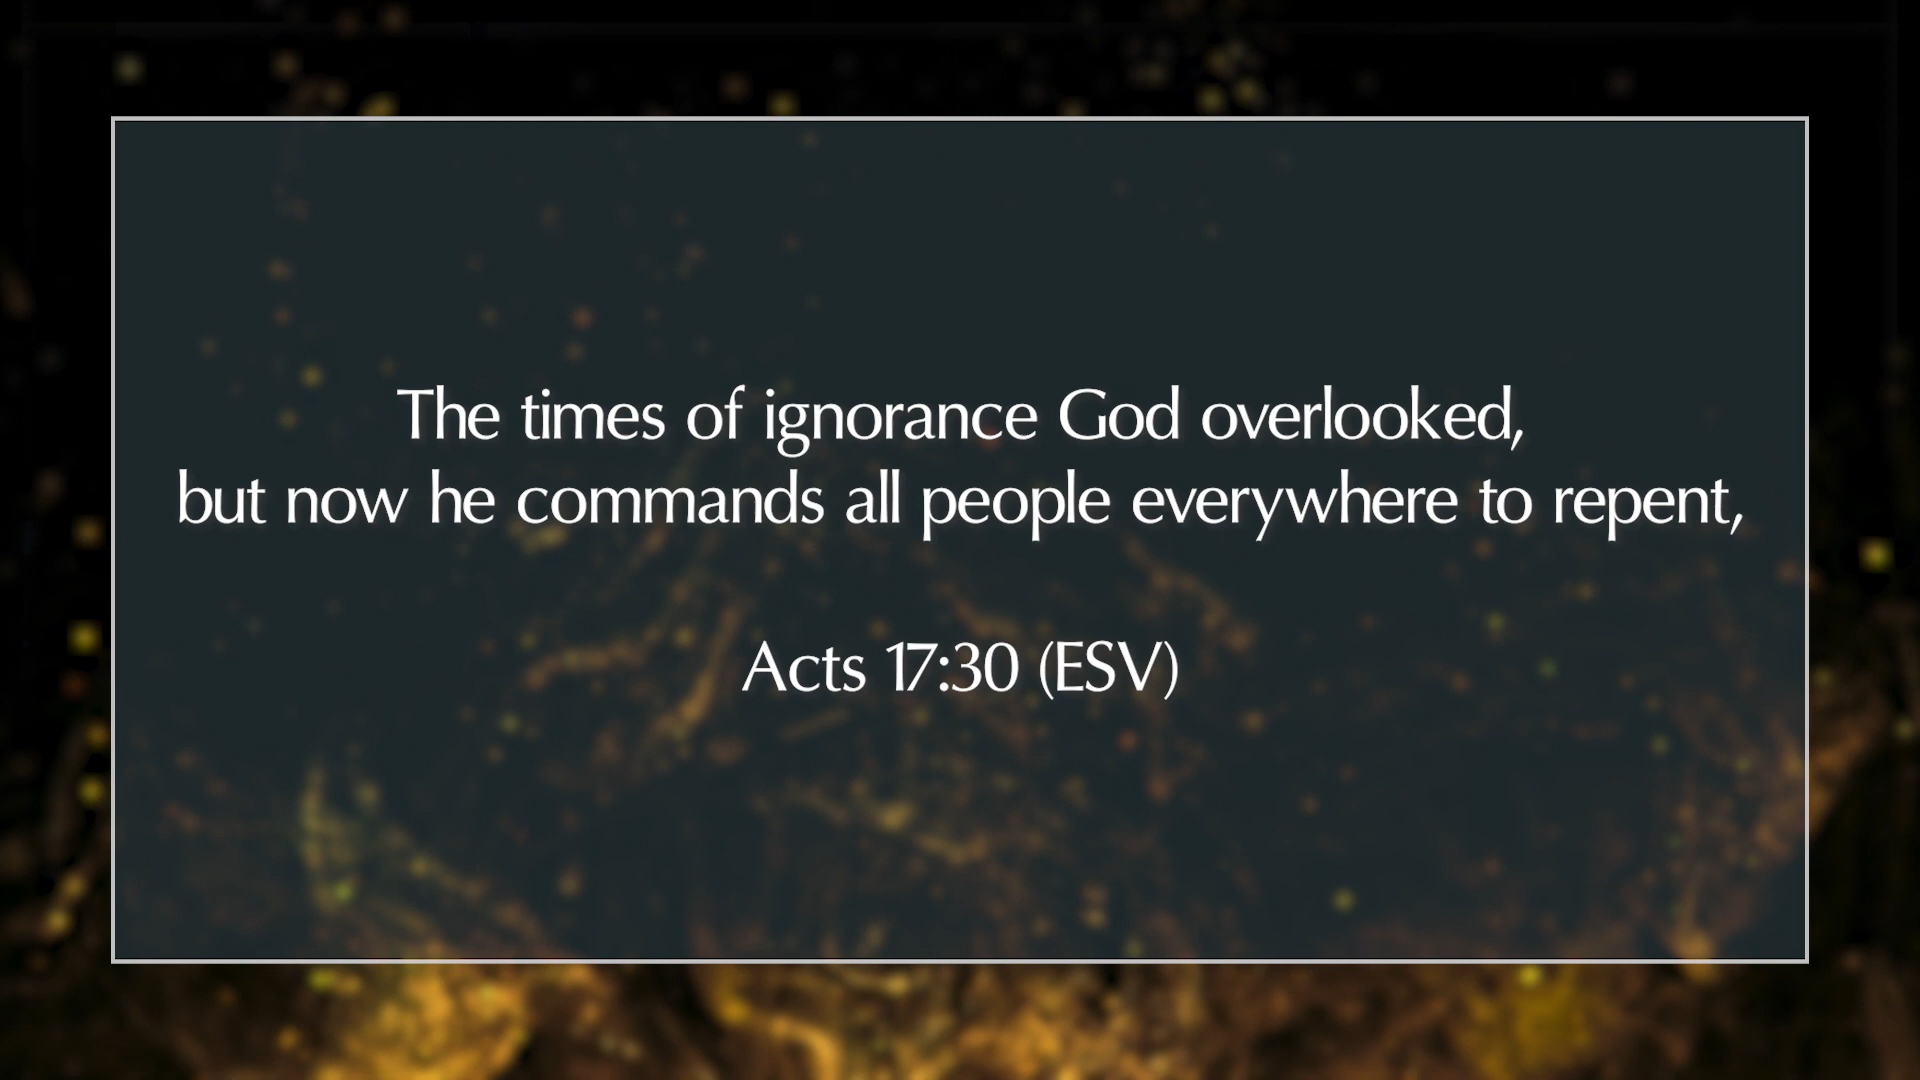 The times of ignorance God overlooked,
but now he commands all people everywhere to repent,
Acts 17:30 (ESV)